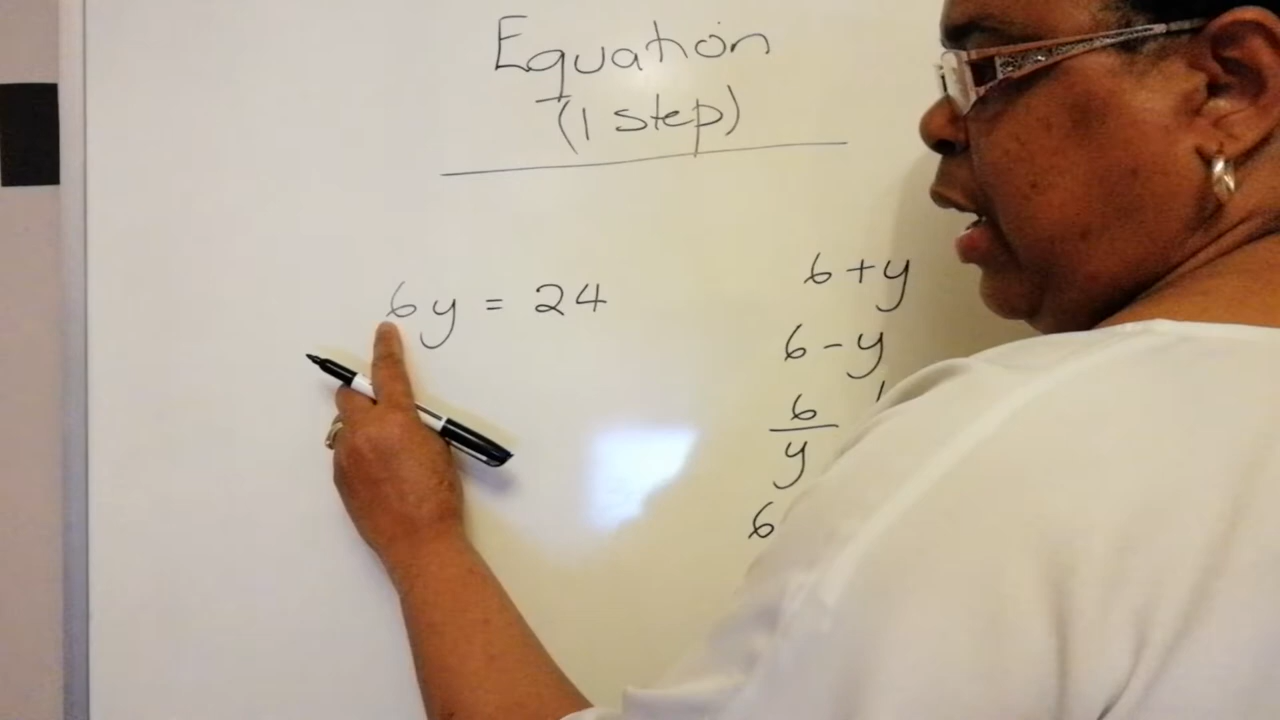 Equation
(1 step)
6y = 24
6 + y
6 - y
6
y
6